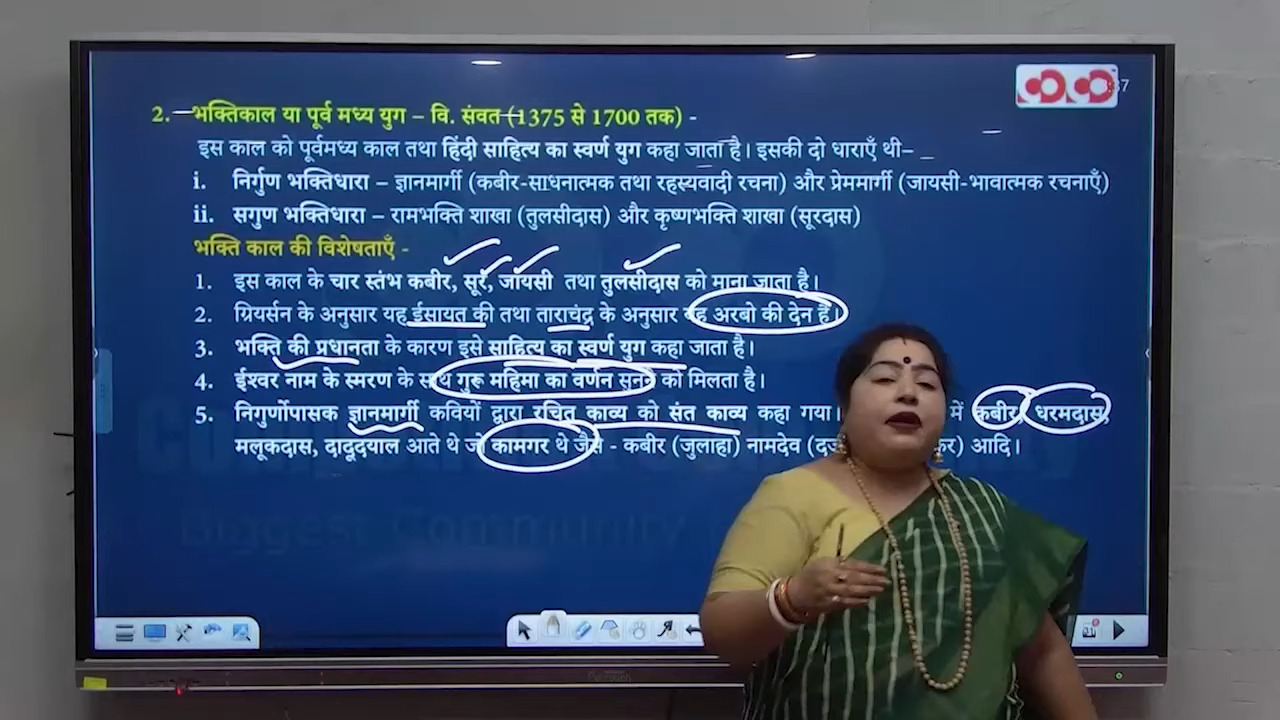 2. भक्तिकाल या पूर्व मध्य युग – वि. संवत (1375 से 1700 तक) -
इस काल को पूर्वमध्य काल तथा हिंदी साहित्य का स्वर्ण युग कहा जाता है। इसकी दो धाराएँ थी–
i. निर्गुण भक्तिधारा – ज्ञानमार्गी (कबीर-साधनात्मक तथा रहस्यवादी रचना) और प्रेममार्गी (जायसी-भावात्मक रचनाएँ)
ii. सगुण भक्तिधारा – रामभक्ति शाखा (तुलसीदास) और कृष्णभक्ति शाखा (सूरदास)
भक्ति काल की विशेषताएँ -
1. इस काल के चार स्तंभ कबीर, सूर, जायसी तथा तुलसीदास को माना जाता है।
2. ग्रियर्सन के अनुसार यह ईसायत की तथा ताराचंद्र के अनुसार यह अरबो की देन है।
3. भक्ति की प्रधानता के कारण इसे साहित्य का स्वर्ण युग कहा जाता है।
4. ईश्वर नाम के स्मरण के साथ गुरू महिमा का वर्णन सुनने को मिलता है।
5. निगुर्णोपासक ज्ञानमार्गी कवियों द्वारा रचित काव्य को संत काव्य कहा गया। में कबीर, धरमदास,
मलूकदास, दादूदयाल आते थे जो कामगर थे जैसे - कबीर (जुलाहा) नामदेव आदि।